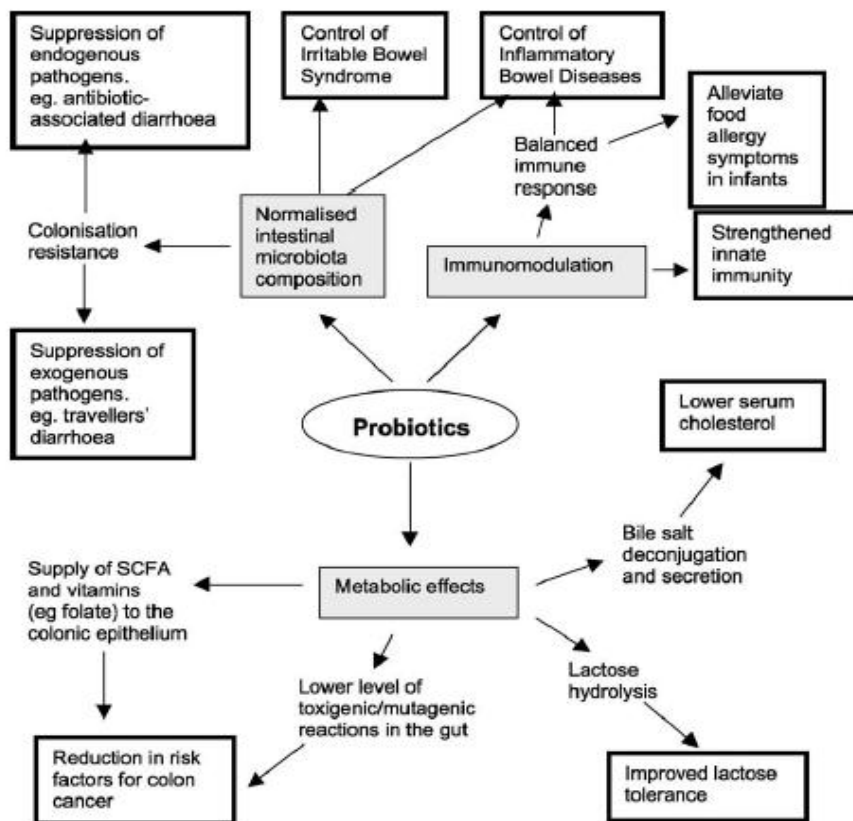 Suppression of
endogenous
pathogens.
eg. antibiotic-
associated diarrhoea
Control of
Irritable Bowel
Syndrome
Control of
Inflammatory
Bowel Diseases
Alleviate
food
allergy
symptoms
in infants
Balanced
immune
response
Colonisation
resistance
Normalised
intestinal
microbiota
composition
Immunomodulation
Strengthened
innate
immunity
Suppression of
exogenous
pathogens.
eg. travellers'
diarrhoea
Probiotics
Lower serum
cholesterol
Bile salt
deconjugation
and secretion
Supply of SCFA
and vitamins
(eg folate) to the
colonic epithelium
Metabolic effects
Lactose
hydrolysis
Lower level of
toxigenic/mutagenic
reactions in the gut
Reduction in risk
factors for colon
cancer
Improved lactose
tolerance